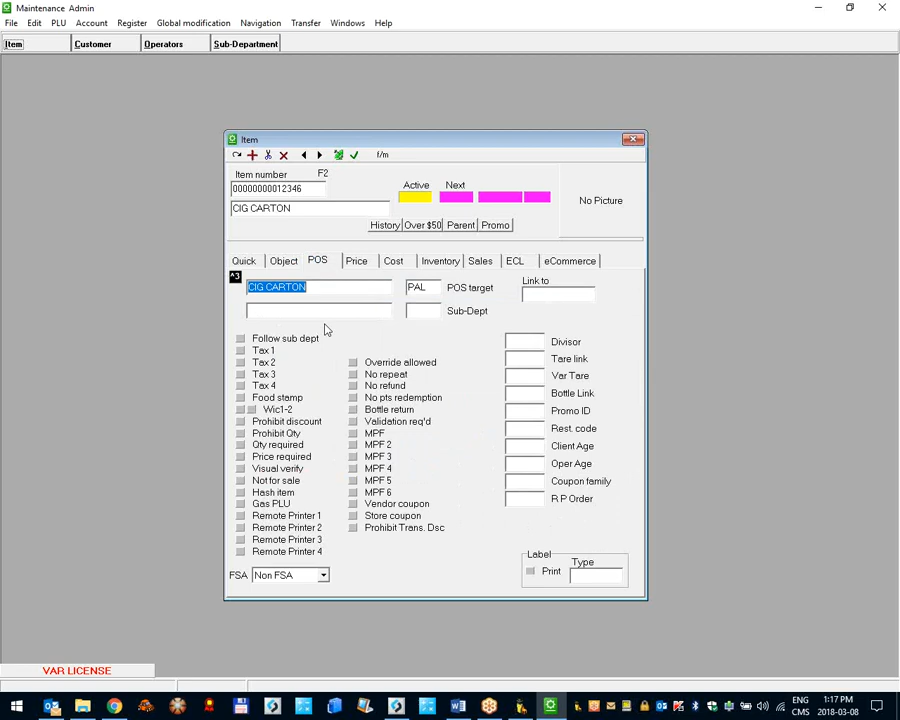 Maintenance Admin
File Edit PLU Account Register Global modification Navigation Transfer Windows Help
Item Customer Operators Sub-Department
Item
f/m
Item number F2
00000000012346
Active Next
No Picture
CIG CARTON
History Over $50 Parent Promo
Quick Object POS Price Cost Inventory Sales ECL eCommerce
^3
CIG CARTON PAL POS target Link to
Sub-Dept
Follow sub dept
Tax 1
Tax 2
Tax 3
Tax 4
Food stamp
Wic1-2
Prohibit discount
Prohibit Qty
Qty required
Price required
Visual verify
Not for sale
Hash item
Gas PLU
Remote Printer 1
Remote Printer 2
Remote Printer 3
Remote Printer 4
Override allowed
No repeat
No refund
No pts redemption
Bottle return
Validation req'd
MPF
MPF 2
MPF 3
MPF 4
MPF 5
MPF 6
Vendor coupon
Store coupon
Prohibit Trans. Dsc
Divisor
Tare link
Var Tare
Bottle Link
Promo ID
Rest. code
Client Age
Oper Age
Coupon family
R P Order
Label
Print Type
FSA Non FSA
VAR LICENSE
ENG 1:17 PM
CMS 2018-03-08